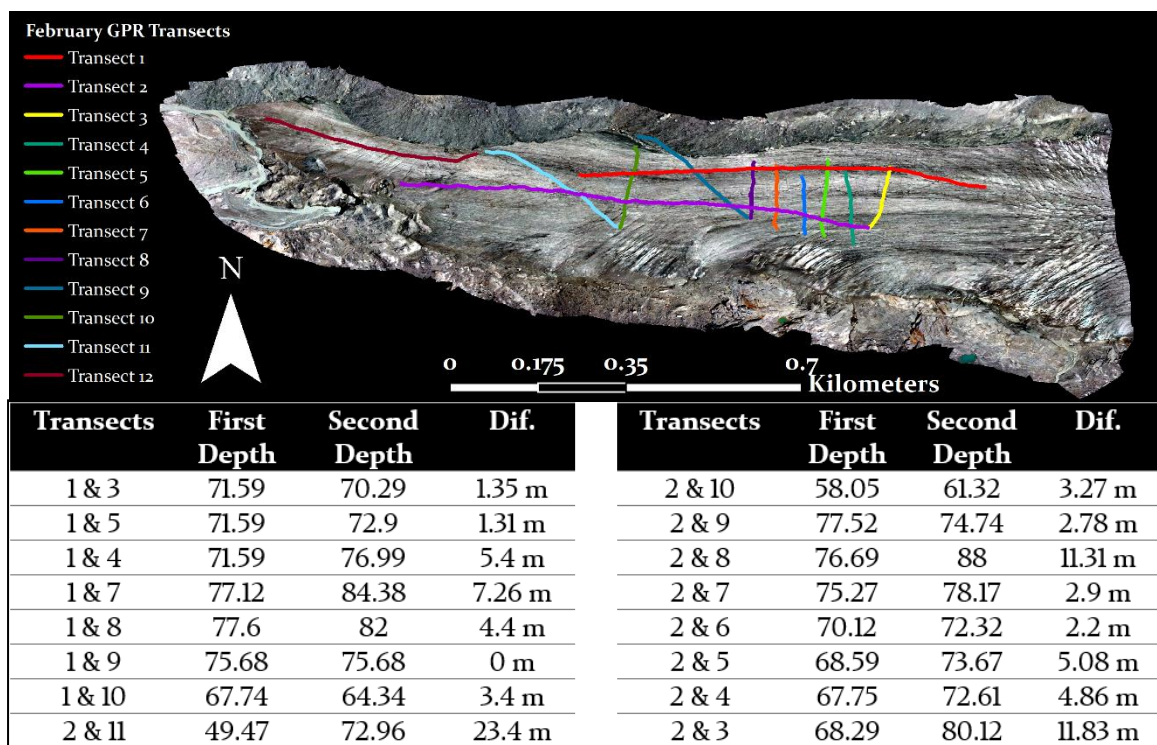 February GPR Transects
Transect 1
Transect 2
Transect 3
Transect 4
Transect 5
Transect 6
Transect 7
Transect 8
Transect 9
Transect 10
Transect 11
Transect 12
N
0 0.175 0.35 0.7
Kilometers
Transects First Depth Second Depth Dif.
1 & 3 71.59 70.29 1.35 m
1 & 5 71.59 72.9 1.31 m
1 & 4 71.59 76.99 5.4 m
1 & 7 77.12 84.38 7.26 m
1 & 8 77.6 82 4.4 m
1 & 9 75.68 75.68 0 m
1 & 10 67.74 64.34 3.4 m
2 & 11 49.47 72.96 23.4 m
Transects First Depth Second Depth Dif.
2 & 10 58.05 61.32 3.27 m
2 & 9 77.52 74.74 2.78 m
2 & 8 76.69 88 11.31 m
2 & 7 75.27 78.17 2.9 m
2 & 6 70.12 72.32 2.2 m
2 & 5 68.59 73.67 5.08 m
2 & 4 67.75 72.61 4.86 m
2 & 3 68.29 80.12 11.83 m